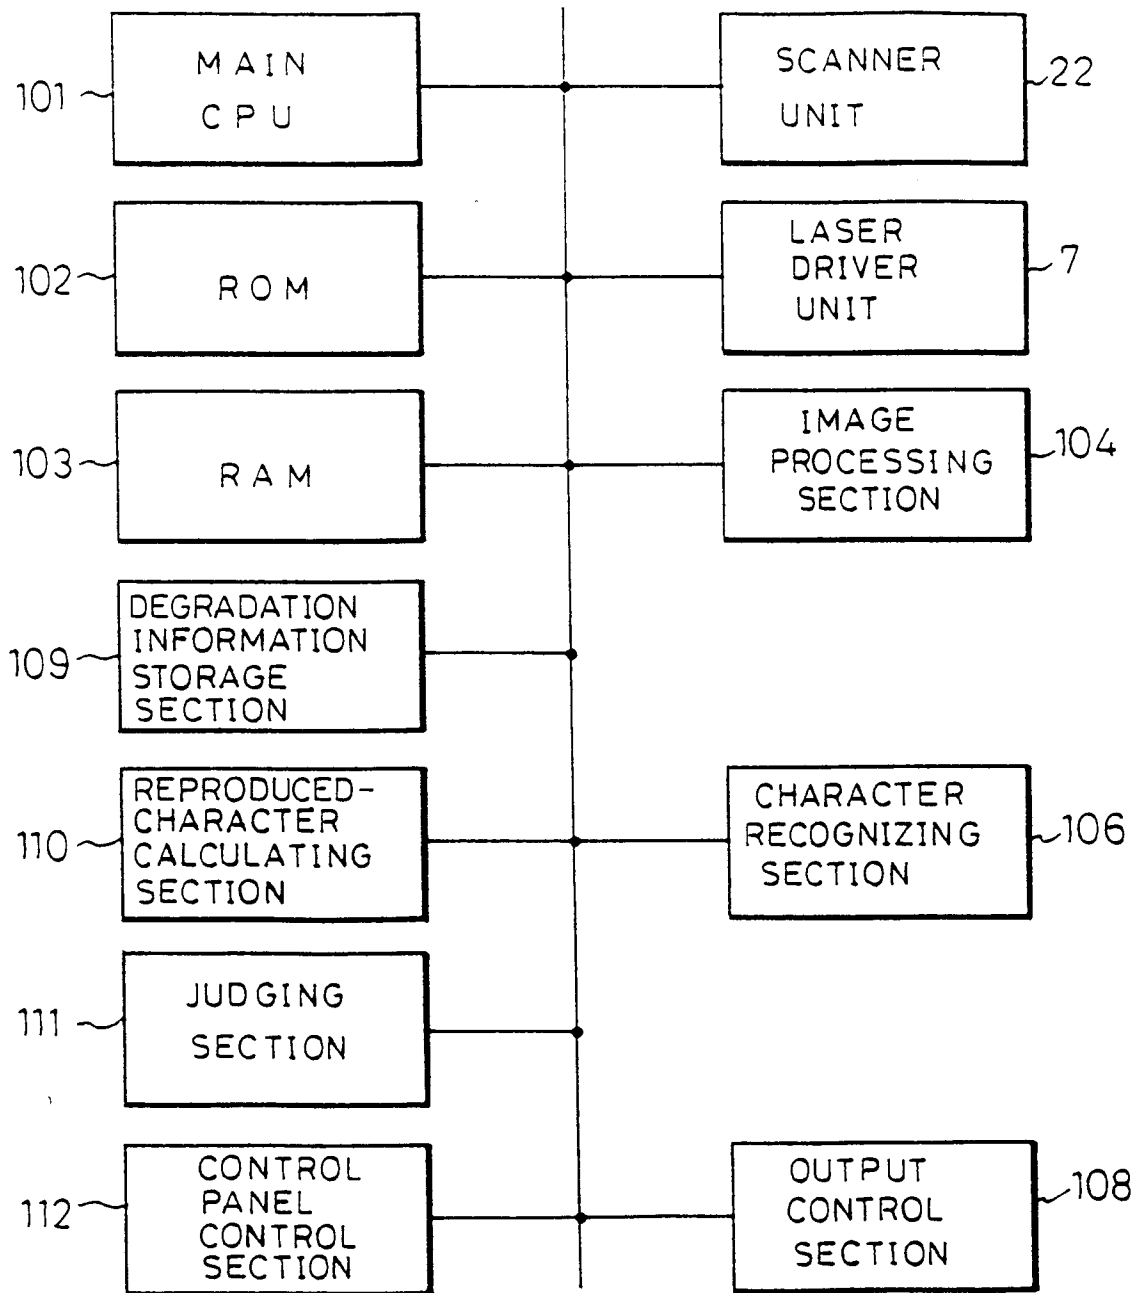 101
MAIN
CPU
SCANNER
UNIT
22
102
ROM
LASER
DRIVER
UNIT
7
103
RAM
IMAGE
PROCESSING
SECTION
104
109
DEGRADATION
INFORMATION
STORAGE
SECTION
110
REPRODUCED-
CHARACTER
CALCULATING
SECTION
CHARACTER
RECOGNIZING
SECTION
106
111
JUDGING
SECTION
112
CONTROL
PANEL
CONTROL
SECTION
OUTPUT
CONTROL
SECTION
108